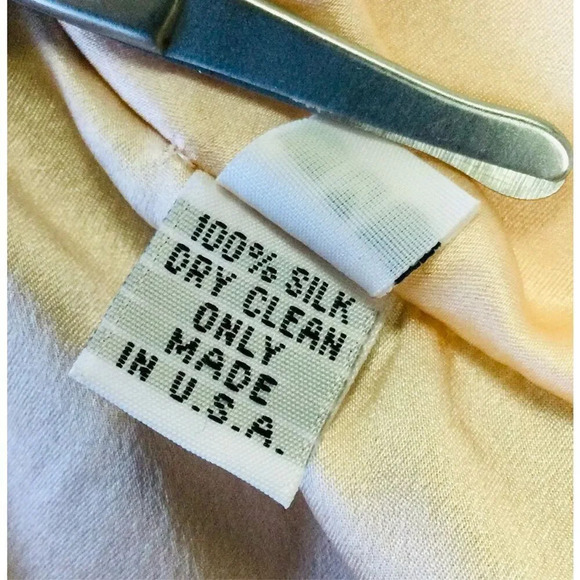 100% SILK
DRY CLEAN
ONLY
MADE
IN U.S.A.